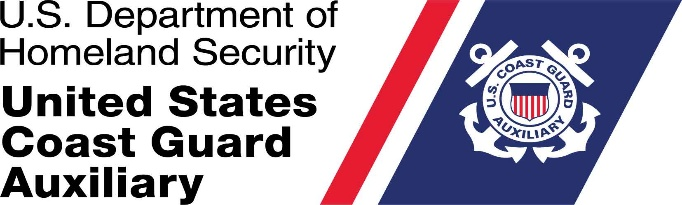 U.S. Department of
Homeland Security
United States
Coast Guard
Auxiliary
U.S. COAST GUARD
AUXILIARY